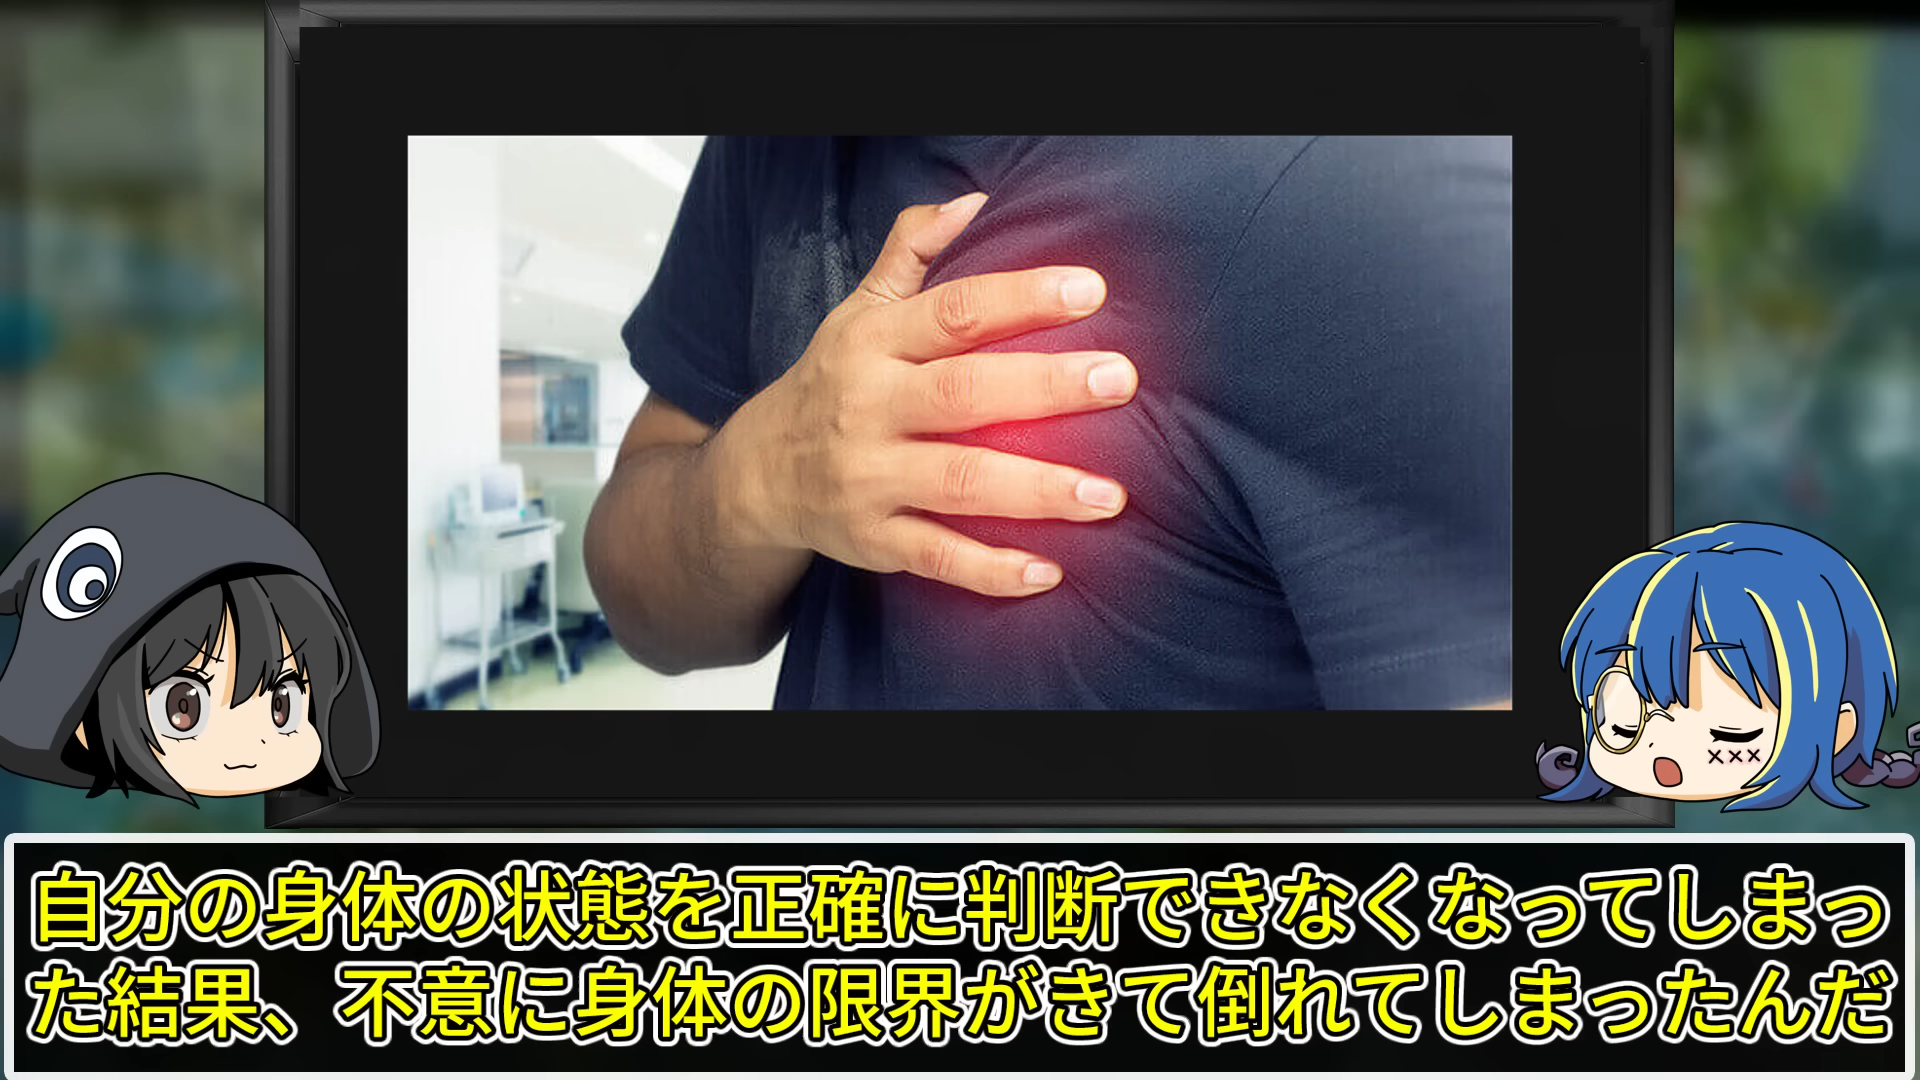 自分の身体の状態を正確に判断できなくなってしまっ
た結果、不意に身体の限界がきて倒れてしまったんだ